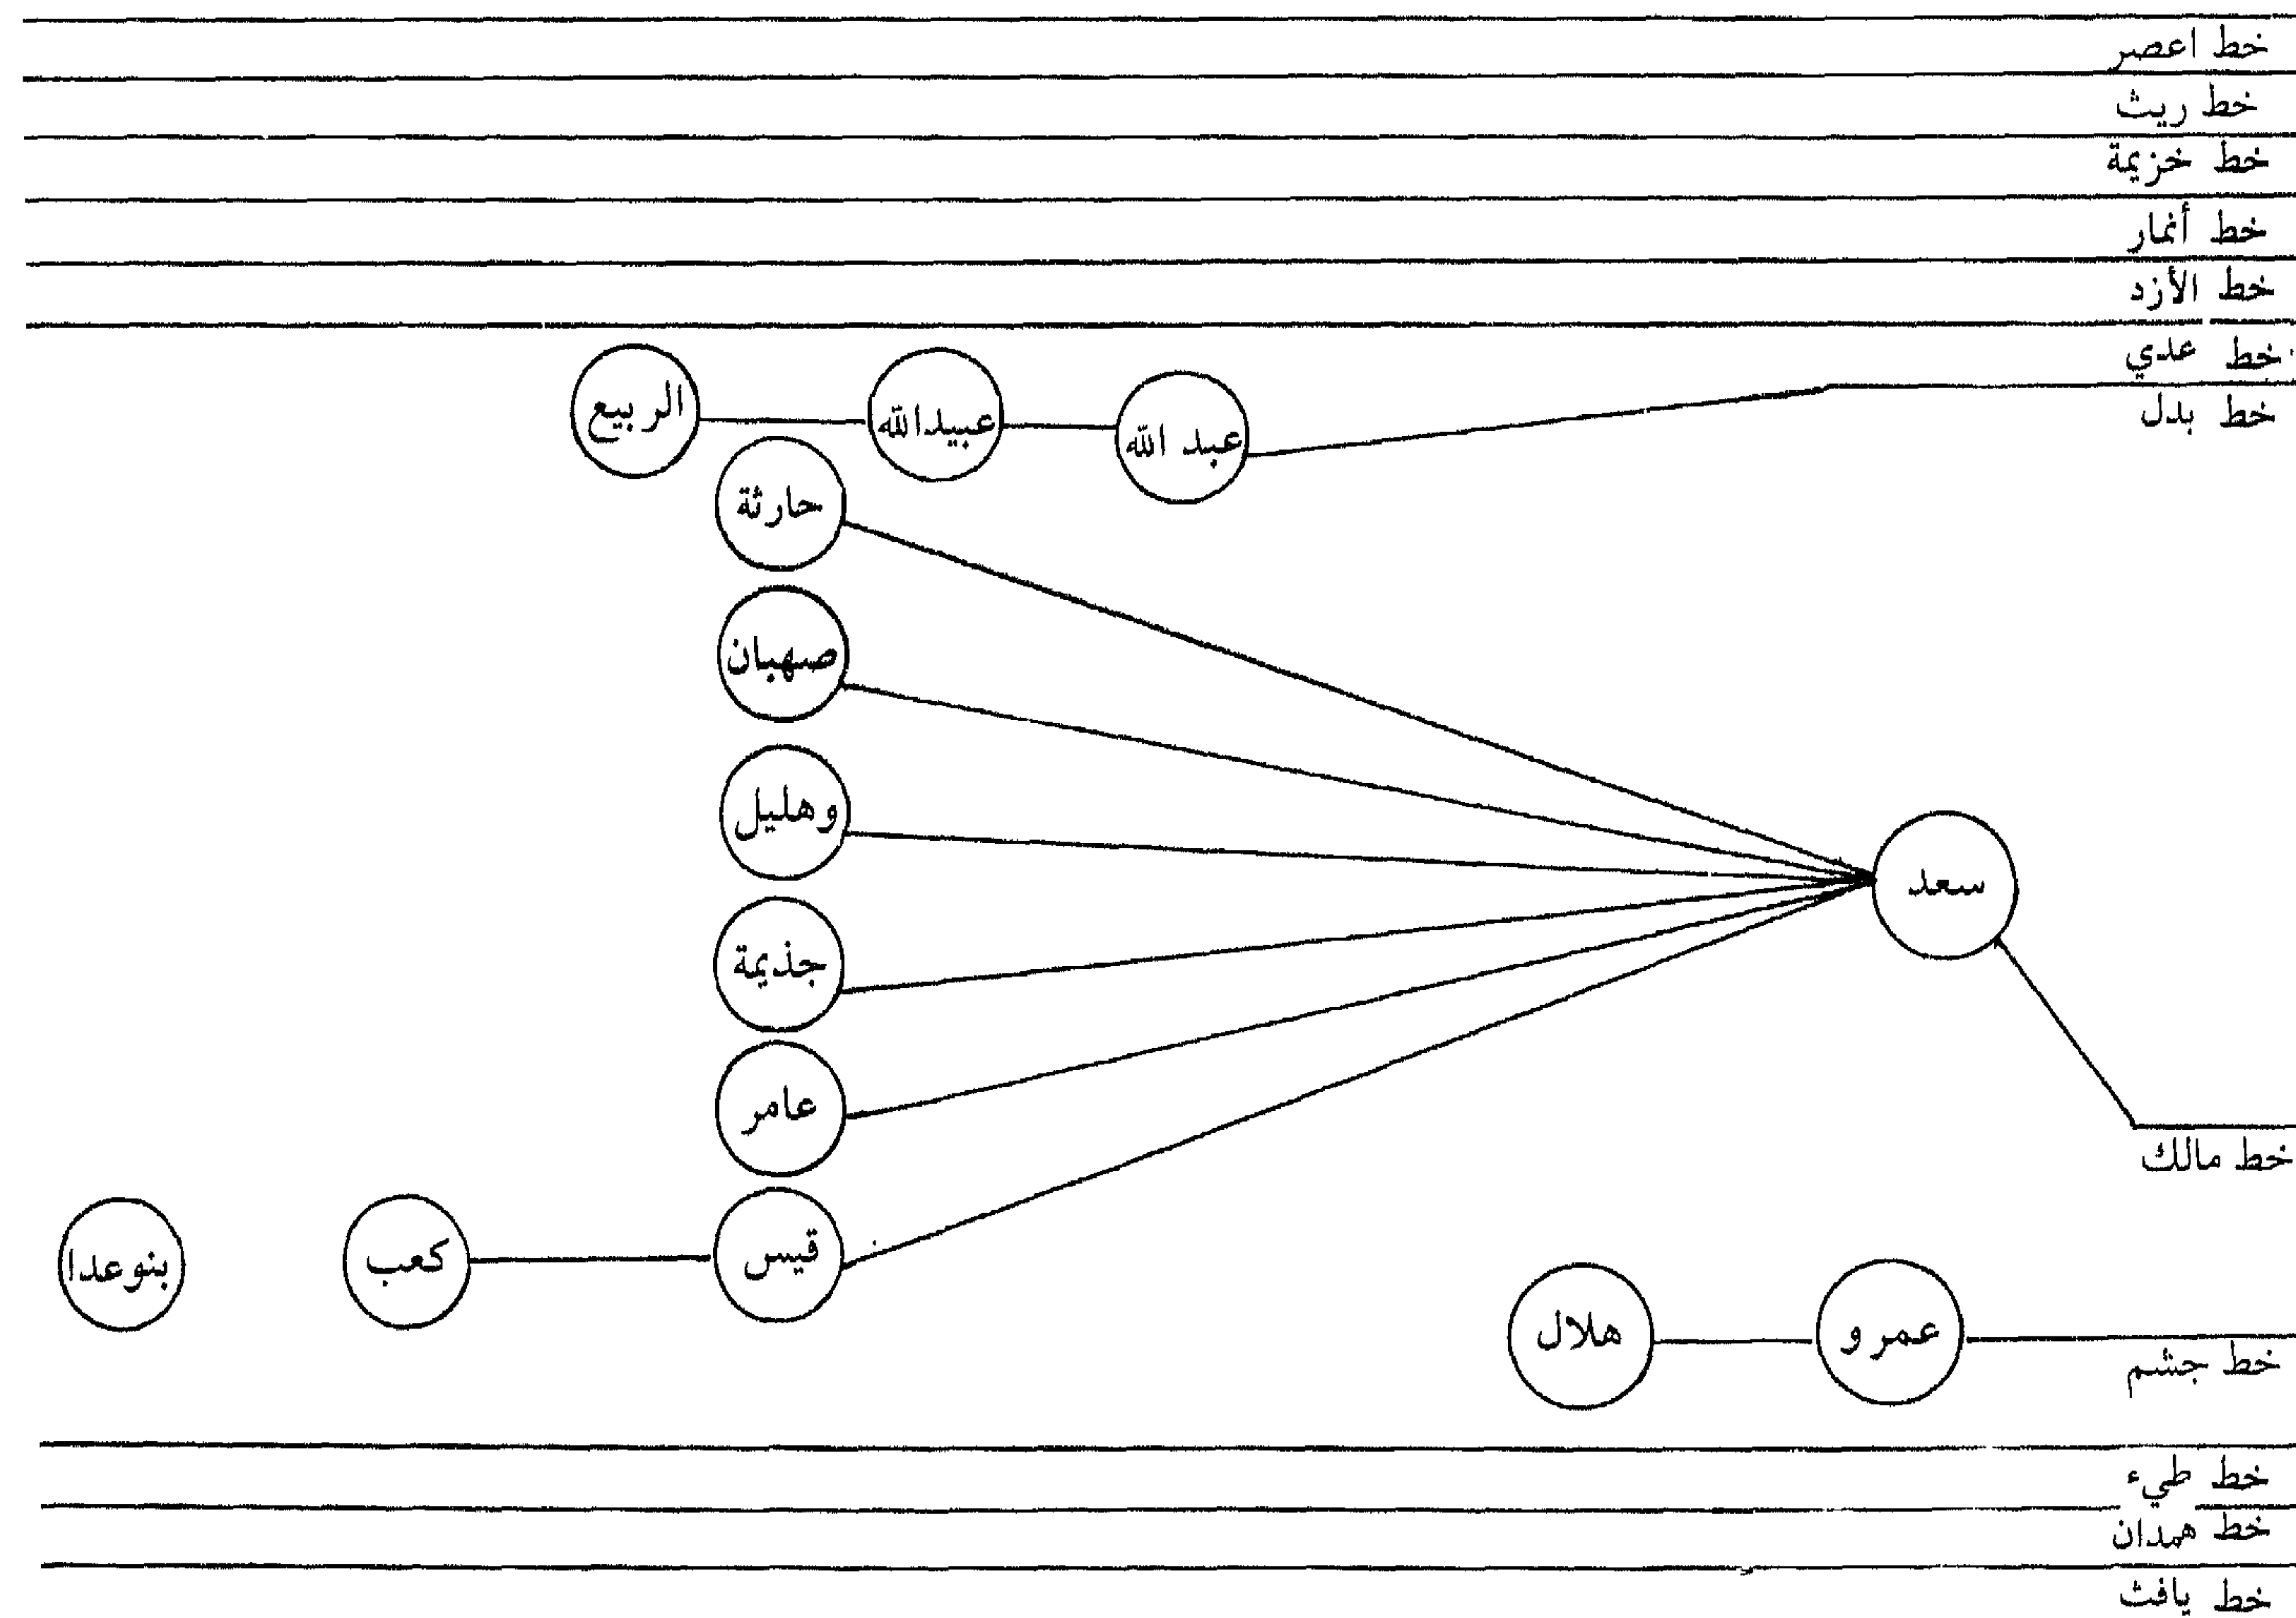 خط اعصر
خط ريث
خط خزيمة
خط أنمار
خط الأزد
خط عدي
خط بدل
عبد الله
عبيدالله
الربيع
حارثة
صهبان
وهليل
سعد
جذيمة
عامر
خط مالك
قيس
كعب
بنوعدا
عمرو
هلال
خط جشم
خط طيء
خط همدان
خط يافث